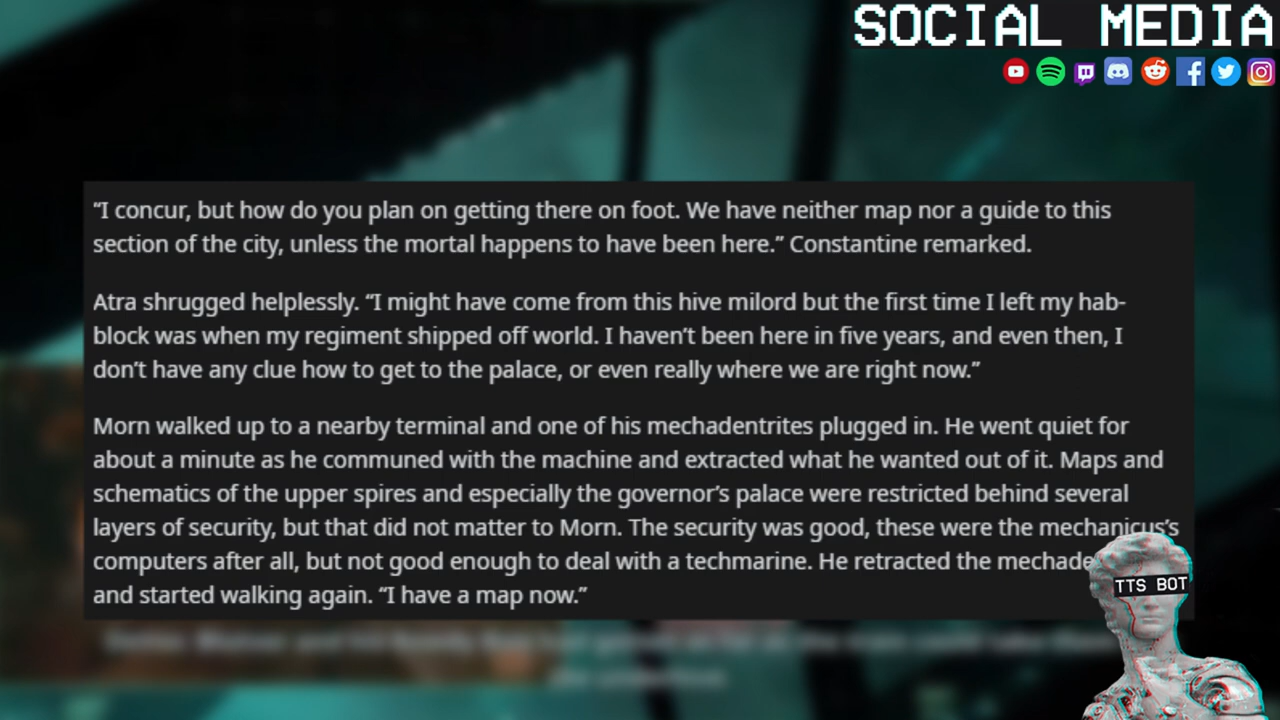 SOCIAL MEDIA
“I concur, but how do you plan on getting there on foot. We have neither map nor a guide to this
section of the city, unless the mortal happens to have been here.” Constantine remarked.
Atra shrugged helplessly. “I might have come from this hive milord but the first time I left my hab-
block was when my regiment shipped off world. I haven’t been here in five years, and even then, I
don’t have any clue how to get to the palace, or even really where we are right now.”
Morn walked up to a nearby terminal and one of his mechadentrites plugged in. He went quiet for
about a minute as he communed with the machine and extracted what he wanted out of it. Maps and
schematics of the upper spires and especially the governor’s palace were restricted behind several
layers of security, but that did not matter to Morn. The security was good, these were the mechanicus’s
computers after all, but not good enough to deal with a techmarine. He retracted the
and started walking again. “I have a map now.”
TTS BOT